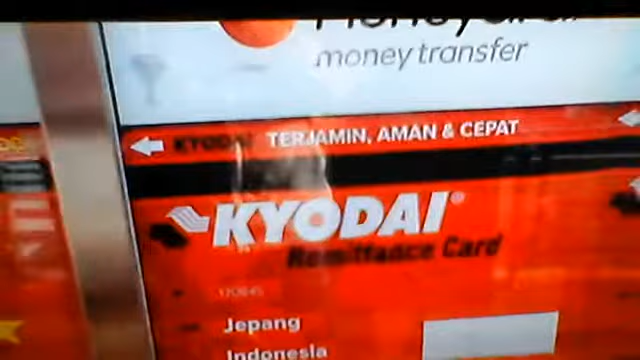 money transfer
KYODAI TERJAMIN, AMAN & CEPAT
KYODAI®
Remittance Card
Jepang
Indonesia